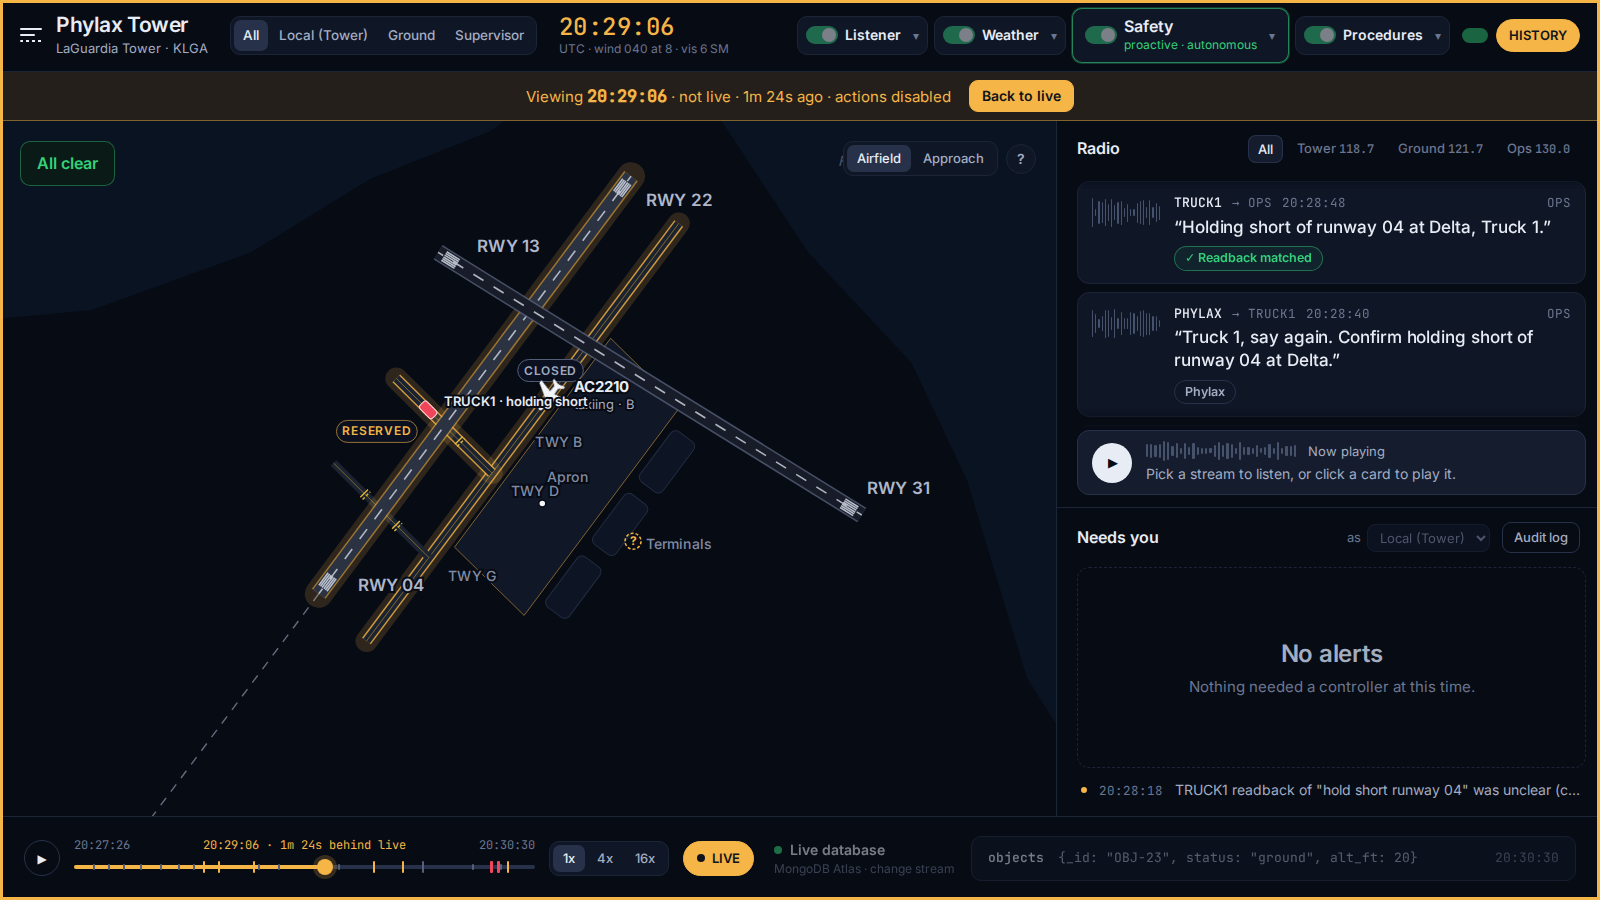 Phylax Tower
LaGuardia Tower · KLGA
All
Local (Tower)
Ground
Supervisor
20:29:06
UTC · wind 040 at 8 · vis 6 SM
Listener
Weather
Safety
proactive · autonomous
Procedures
HISTORY
Viewing 20:29:06 · not live · 1m 24s ago · actions disabled
Back to live
All clear
Airfield
Approach
?
RWY 22
RWY 13
CLOSED
AC2210
TRUCK1 · holding short
· B
RESERVED
TWY B
Apron
TWY D
RWY 31
? Terminals
TWY G
RWY 04
Radio
All
Tower 118.7
Ground 121.7
Ops 130.0
TRUCK1 → OPS 20:28:48
OPS
“Holding short of runway 04 at Delta, Truck 1.”
✓ Readback matched
PHYLAX → TRUCK1 20:28:40
OPS
“Truck 1, say again. Confirm holding short of
runway 04 at Delta.”
Phylax
Now playing
Pick a stream to listen, or click a card to play it.
Needs you
as
Local (Tower)
Audit log
No alerts
Nothing needed a controller at this time.
20:28:18 TRUCK1 readback of "hold short runway 04" was unclear (c...
20:27:26
20:29:06 · 1m 24s behind live
20:30:30
1x
4x
16x
LIVE
Live database
MongoDB Atlas · change stream
objects {_id: "OBJ-23", status: "ground", alt_ft: 20}
20:30:30